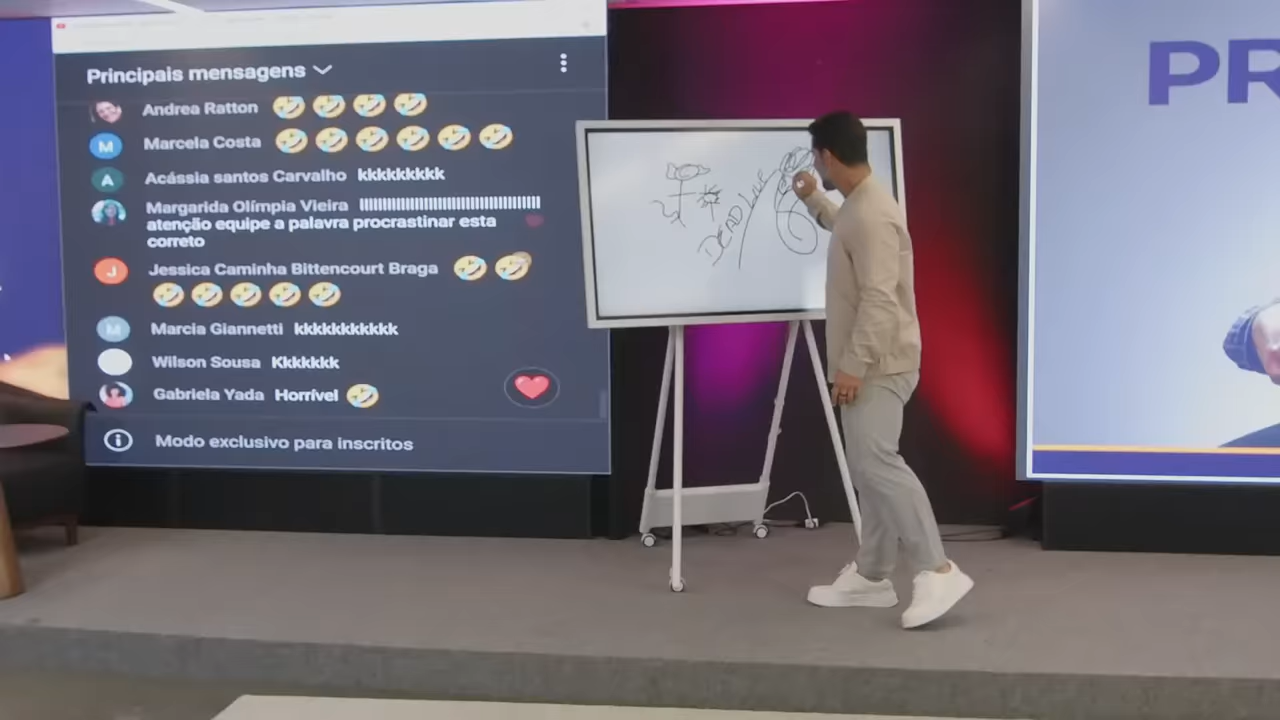 Principais mensagens
Andrea Ratton 🤣🤣🤣🤣
Marcela Costa 🤣🤣🤣🤣🤣🤣
Acássia santos Carvalho kkkkkkkkk
Margarida Olímpia Vieira
atenção equipe a palavra procrastinar esta
correto
Jessica Caminha Bittencourt Braga 🤣🤣
🤣🤣🤣🤣🤣
Marcia Giannetti kkkkkkkkkkk
Wilson Sousa Kkkkkkk
Gabriela Yada Horrível 🤣
Modo exclusivo para inscritos
DEAD LINE
PR